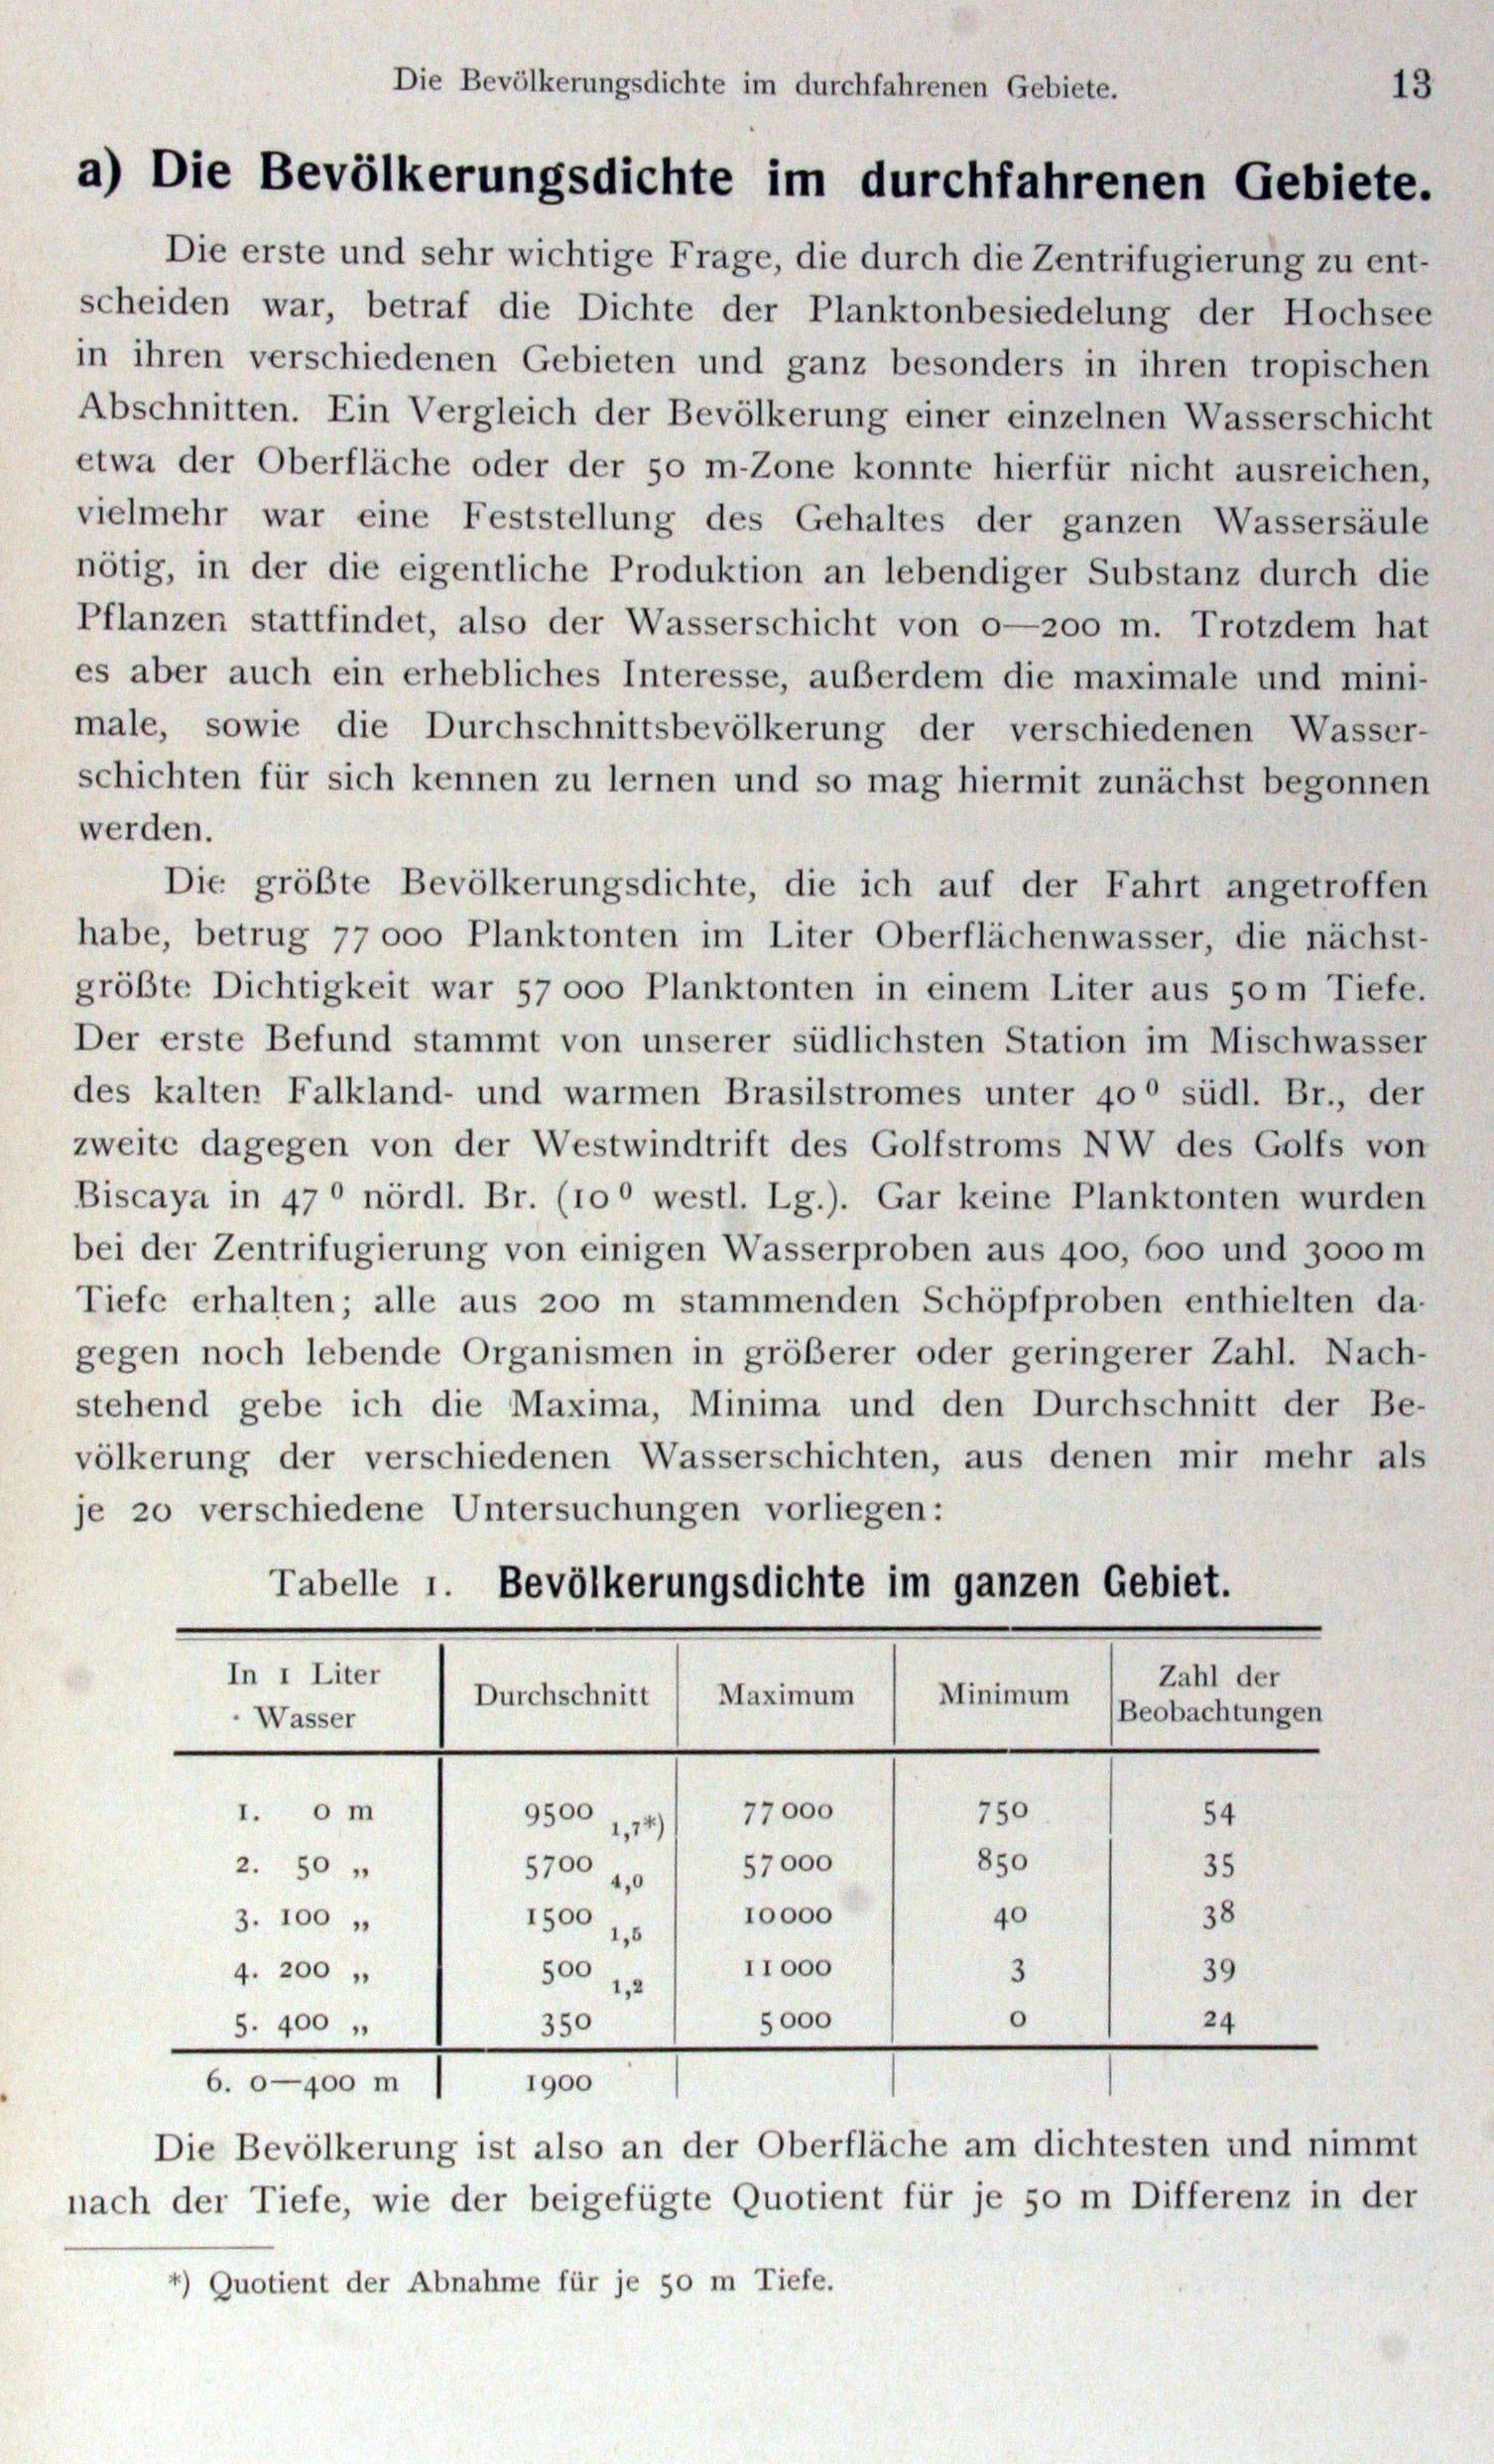 Die Bevölkerungsdichte im durchfahrenen Gebiete. 13
a) Die Bevölkerungsdichte im durchfahrenen Gebiete.
Die erste und sehr wichtige Frage, die durch die Zentrifugierung zu ent-
scheiden war, betraf die Dichte der Planktonbesiedelung der Hochsee
in ihren verschiedenen Gebieten und ganz besonders in ihren tropischen
Abschnitten. Ein Vergleich der Bevölkerung einer einzelnen Wasserschicht
etwa der Oberfläche oder der 50 m-Zone konnte hierfür nicht ausreichen,
vielmehr war eine Feststellung des Gehaltes der ganzen Wassersäule
nötig, in der die eigentliche Produktion an lebendiger Substanz durch die
Pflanzen stattfindet, also der Wasserschicht von 0—200 m. Trotzdem hat
es aber auch ein erhebliches Interesse, außerdem die maximale und mini-
male, sowie die Durchschnittsbevölkerung der verschiedenen Wasser-
schichten für sich kennen zu lernen und so mag hiermit zunächst begonnen
werden.
Die größte Bevölkerungsdichte, die ich auf der Fahrt angetroffen
habe, betrug 77 000 Planktonten im Liter Oberflächenwasser, die nächst-
größte Dichtigkeit war 57 000 Planktonten in einem Liter aus 50 m Tiefe.
Der erste Befund stammt von unserer südlichsten Station im Mischwasser
des kalten Falkland- und warmen Brasilstromes unter 40⁰ südl. Br., der
zweite dagegen von der Westwindtrift des Golfstroms NW des Golfs von
Biscaya in 47⁰ nördl. Br. (10⁰ westl. Lg.). Gar keine Planktonten wurden
bei der Zentrifugierung von einigen Wasserproben aus 400, 600 und 3000 m
Tiefe erhalten; alle aus 200 m stammenden Schöpfproben enthielten da-
gegen noch lebende Organismen in größerer oder geringerer Zahl. Nach-
stehend gebe ich die Maxima, Minima und den Durchschnitt der Be-
völkerung der verschiedenen Wasserschichten, aus denen mir mehr als
je 20 verschiedene Untersuchungen vorliegen:
Tabelle 1. Bevölkerungsdichte im ganzen Gebiet.
In 1 Liter Wasser | Durchschnitt | Maximum | Minimum | Zahl der Beobachtungen
1. 0 m 9500 1,7*) 77000 750 54
2. 50 „ 5700 4,0 57000 850 35
3. 100 „ 1500 1,5 10000 40 38
4. 200 „ 500 1,2 11000 3 39
5. 400 „ 350 5000 0 24
6. 0—400 m 1900
Die Bevölkerung ist also an der Oberfläche am dichtesten und nimmt
nach der Tiefe, wie der beigefügte Quotient für je 50 m Differenz in der
*) Quotient der Abnahme für je 50 m Tiefe.